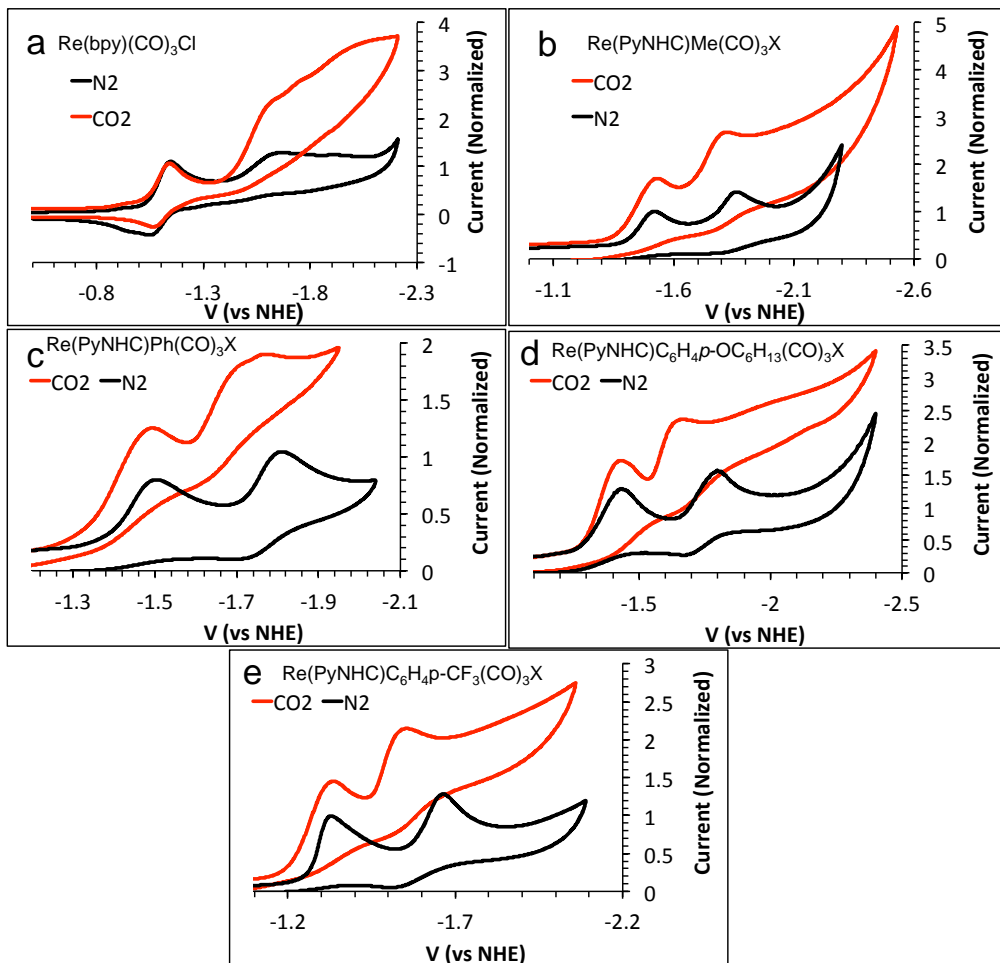 a Re(bpy)(CO)₃Cl
N2
CO2
4
3
2
1
0
-1
Current (Normalized)
-0.8 -1.3 -1.8 -2.3
V (vs NHE)
b Re(PyNHC)Me(CO)₃X
CO2
N2
5
4
3
2
1
0
Current (Normalized)
-1.1 -1.6 -2.1 -2.6
V (vs NHE)
c Re(PyNHC)Ph(CO)₃X
CO2 N2
2
1.5
1
0.5
0
Current (Normalized)
-1.3 -1.5 -1.7 -1.9 -2.1
V (vs NHE)
d Re(PyNHC)C₆H₄p-OC₆H₁₃(CO)₃X
CO2 N2
3.5
3
2.5
2
1.5
1
0.5
0
Current (Normalized)
-1.5 -2 -2.5
V (vs NHE)
e Re(PyNHC)C₆H₄p-CF₃(CO)₃X
CO2 N2
3
2.5
2
1.5
1
0.5
0
Current (Normalized)
-1.2 -1.7 -2.2
V (vs NHE)